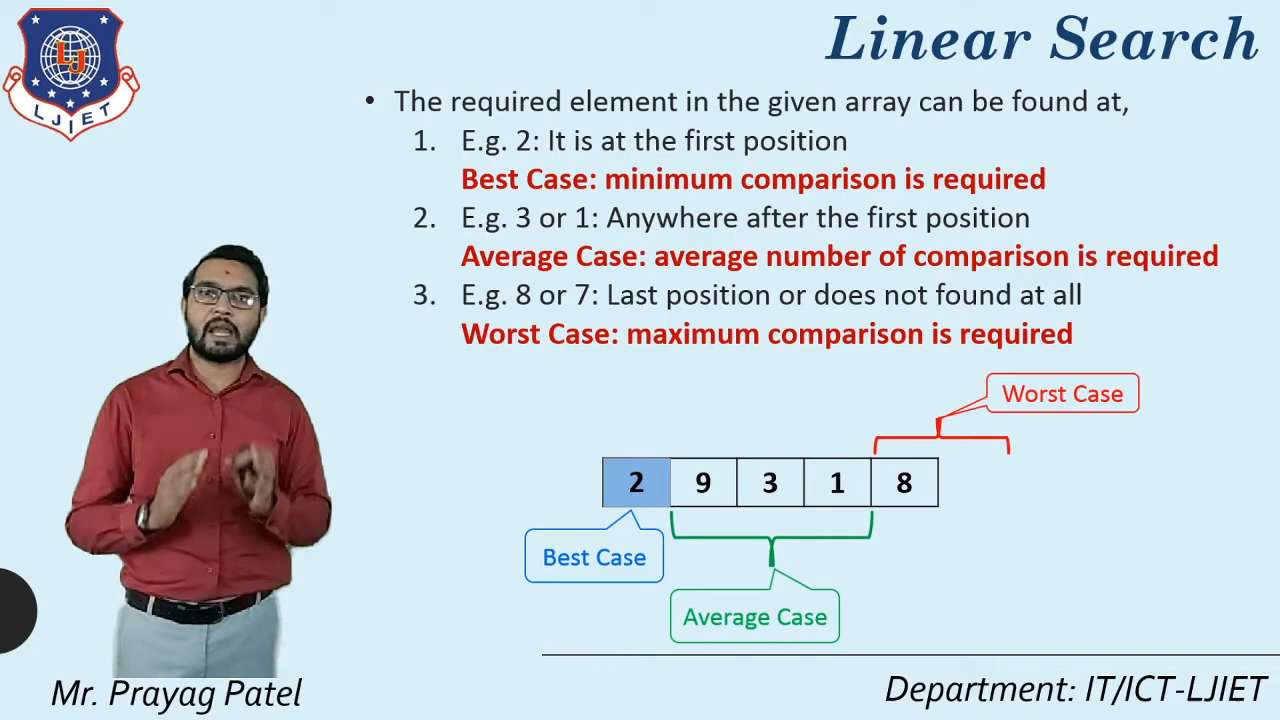 Linear Search
LJ
LJIET
• The required element in the given array can be found at,
1. E.g. 2: It is at the first position
Best Case: minimum comparison is required
2. E.g. 3 or 1: Anywhere after the first position
Average Case: average number of comparison is required
3. E.g. 8 or 7: Last position or does not found at all
Worst Case: maximum comparison is required
Worst Case
2 9 3 1 8
Best Case
Average Case
Mr. Prayag Patel
Department: IT/ICT-LJIET